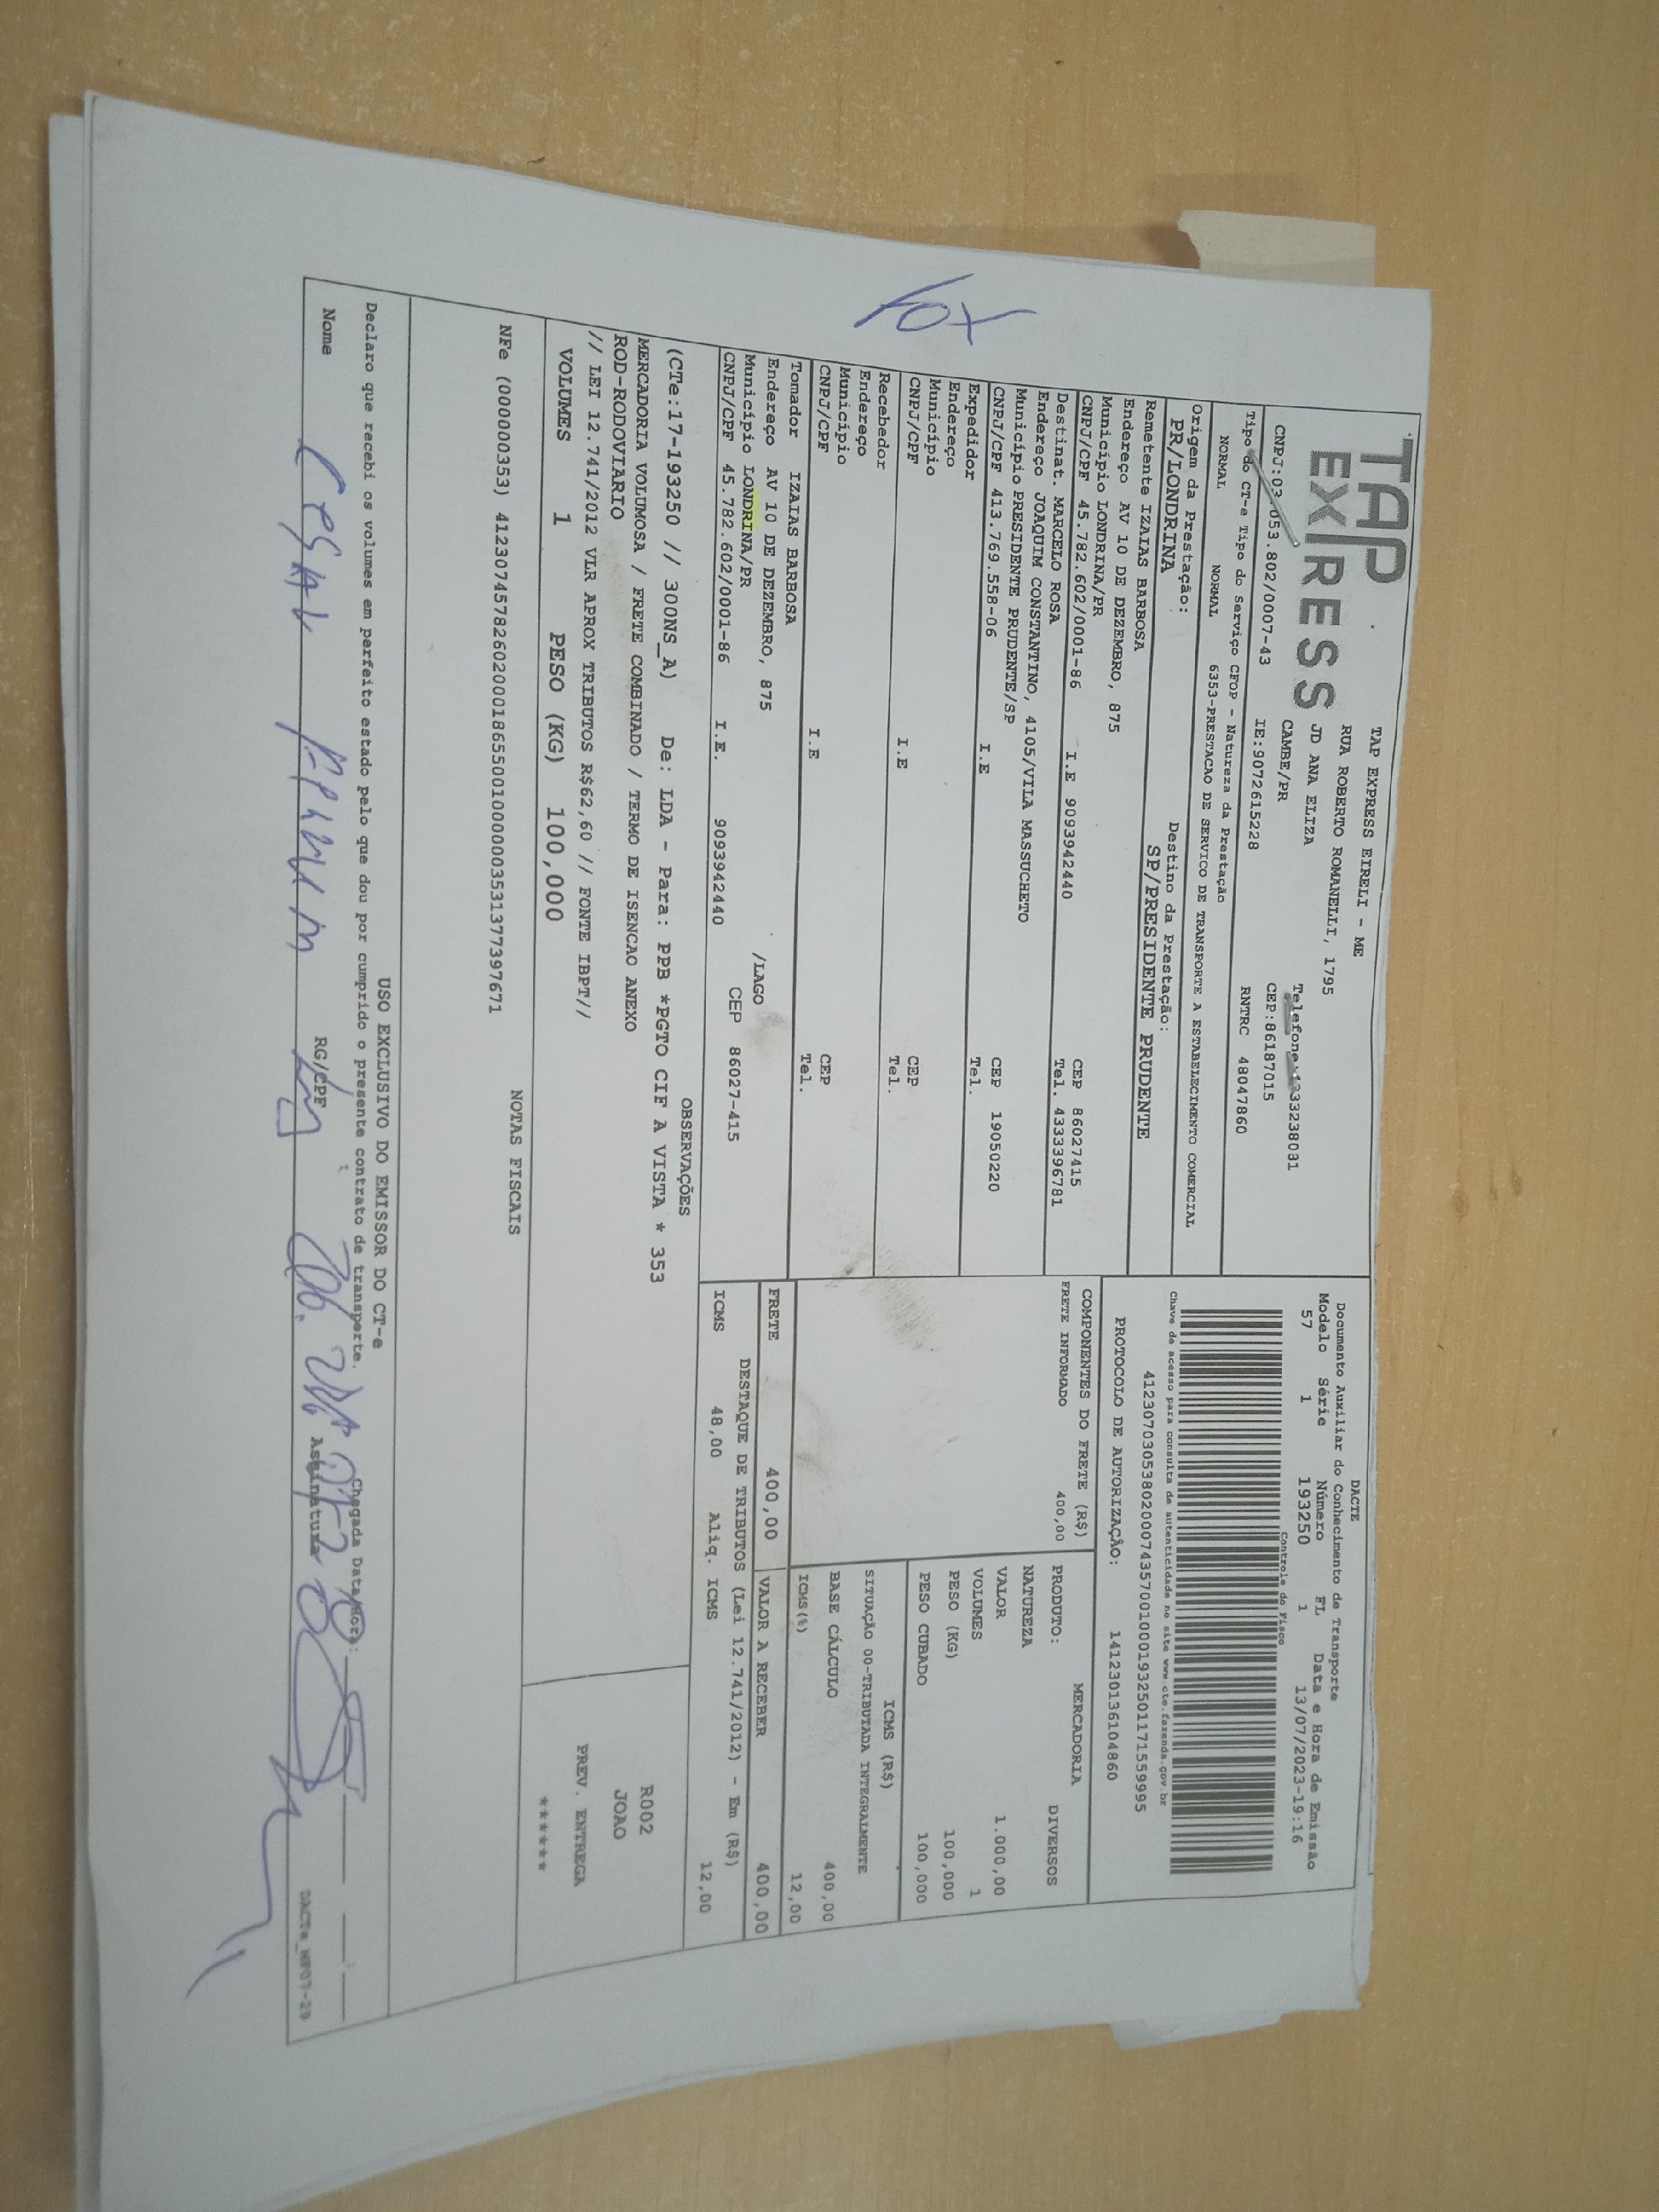 FOX
TAP
EXPRESS
TAP EXPRESS EIRELI - ME
RUA ROBERTO ROMANELLI, 1795
JD ANA ELIZA
CAMBE/PR
CEP:86187015
CNPJ:03.053.802/0007-43 IE:9072615228 RNTRC 48047860
Tipo do CT-e Tipo do Serviço CFOP - Natureza da Prestação
NORMAL NORMAL 6353-PRESTACAO DE SERVICO DE TRANSPORTE A ESTABELECIMENTO COMERCIAL
Origem da Prestação: Destino da Prestação:
PR/LONDRINA SP/PRESIDENTE PRUDENTE
Remetente IZAIAS BARBOSA
Endereço AV 10 DE DEZEMBRO, 875
Município LONDRINA/PR CEP 86027415
CNPJ/CPF 45.782.602/0001-86 I.E 9093942440 Tel. 4333396781
Destinat. MARCELO ROSA
Endereço JOAQUIM CONSTANTINO, 4105/VILA MASSUCHETO
Município PRESIDENTE PRUDENTE/SP CEP 19050220
CNPJ/CPF 413.769.558-06 I.E Tel.
Expedidor
Endereço
Município CEP
CNPJ/CPF I.E Tel.
Recebedor
Endereço
Município CEP
CNPJ/CPF I.E Tel.
Tomador IZAIAS BARBOSA
Endereço AV 10 DE DEZEMBRO, 875 /LAGO
Município LONDRINA/PR CEP 86027-415
CNPJ/CPF 45.782.602/0001-86 I.E. 9093942440
DACTE
Documento Auxiliar do Conhecimento de Transporte
Modelo Série Número FL Data e Hora de Emissão
57 1 193250 1 13/07/2023-19:16
Controle do Fisco
Chave de acesso para consulta de autenticidade no site www.cte.fazenda.gov.br
41230703053802000743570010001932501171559995
PROTOCOLO DE AUTORIZAÇÃO: 141230136104860
COMPONENTES DO FRETE (R$)
FRETE INFORMADO 400,00
MERCADORIA
PRODUTO: DIVERSOS
NATUREZA
VALOR 1.000,00
VOLUMES 1
PESO (KG) 100,000
PESO CUBADO 100,000
ICMS (R$)
SITUAÇÃO 00-TRIBUTADA INTEGRALMENTE
BASE CÁLCULO 400,00
ICMS(%) 12,00
FRETE 400,00 VALOR A RECEBER 400,00
DESTAQUE DE TRIBUTOS (Lei 12.741/2012) - Em (R$)
ICMS 48,00 Aliq. ICMS 12,00
OBSERVAÇÕES
(CTe:17-193250 // 300NS_A) De: LDA - Para: PPB *PGTO CIF A VISTA * 353
MERCADORIA VOLUMOSA / FRETE COMBINADO / TERMO DE ISENCAO ANEXO
ROD-RODOVIARIO
// LEI 12.741/2012 VLR APROX TRIBUTOS R$62,60 // FONTE IBPT//
VOLUMES 1 PESO (KG) 100,000
R002
JOAO
PREV. ENTREGA
******
NOTAS FISCAIS
NFe (000000353) 41230745782602000186550010000003531377397671
USO EXCLUSIVO DO EMISSOR DO CT-e
Declaro que recebi os volumes em perfeito estado pelo que dou por cumprido o presente contrato de transporte. Chegada Data/Hora:
Nome RG/CPF Assinatura